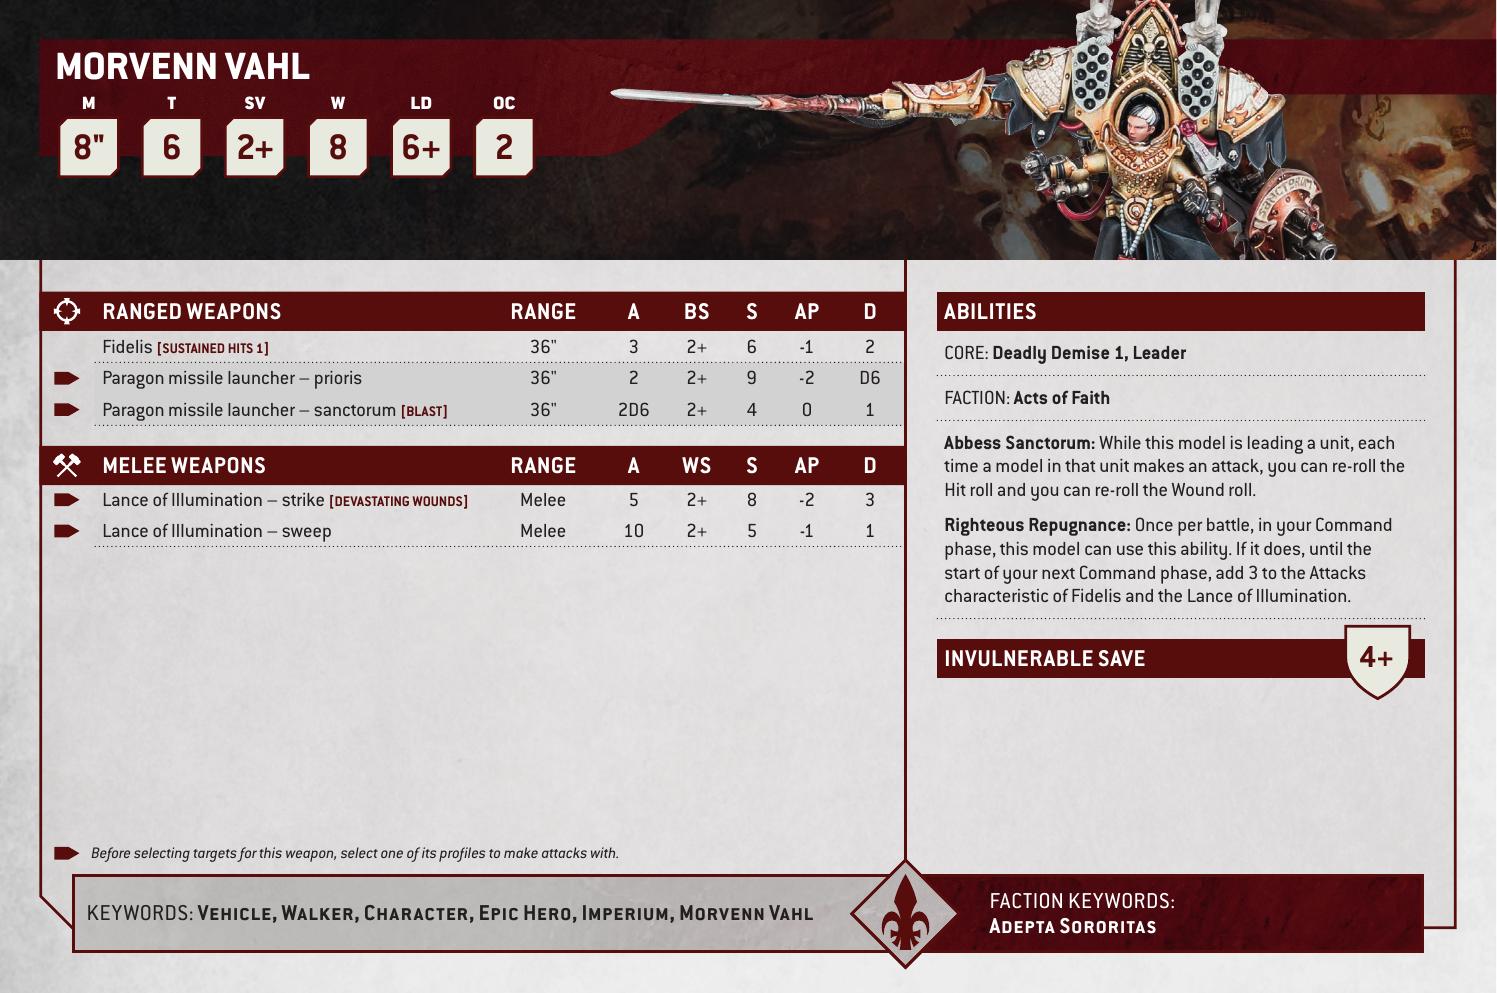 MORVENN VAHL
M T SV W LD OC
8" 6 2+ 8 6+ 2
RANGED WEAPONS RANGE A BS S AP D
Fidelis [SUSTAINED HITS 1] 36" 3 2+ 6 -1 2
Paragon missile launcher – prioris 36" 2 2+ 9 -2 D6
Paragon missile launcher – sanctorum [BLAST] 36" 2D6 2+ 4 0 1
MELEE WEAPONS RANGE A WS S AP D
Lance of Illumination – strike [DEVASTATING WOUNDS] Melee 5 2+ 8 -2 3
Lance of Illumination – sweep Melee 10 2+ 5 -1 1
Before selecting targets for this weapon, select one of its profiles to make attacks with.
ABILITIES
CORE: Deadly Demise 1, Leader
FACTION: Acts of Faith
Abbess Sanctorum: While this model is leading a unit, each
time a model in that unit makes an attack, you can re-roll the
Hit roll and you can re-roll the Wound roll.
Righteous Repugnance: Once per battle, in your Command
phase, this model can use this ability. If it does, until the
start of your next Command phase, add 3 to the Attacks
characteristic of Fidelis and the Lance of Illumination.
INVULNERABLE SAVE 4+
KEYWORDS: VEHICLE, WALKER, CHARACTER, EPIC HERO, IMPERIUM, MORVENN VAHL
FACTION KEYWORDS:
ADEPTA SORORITAS
SANCTORUM